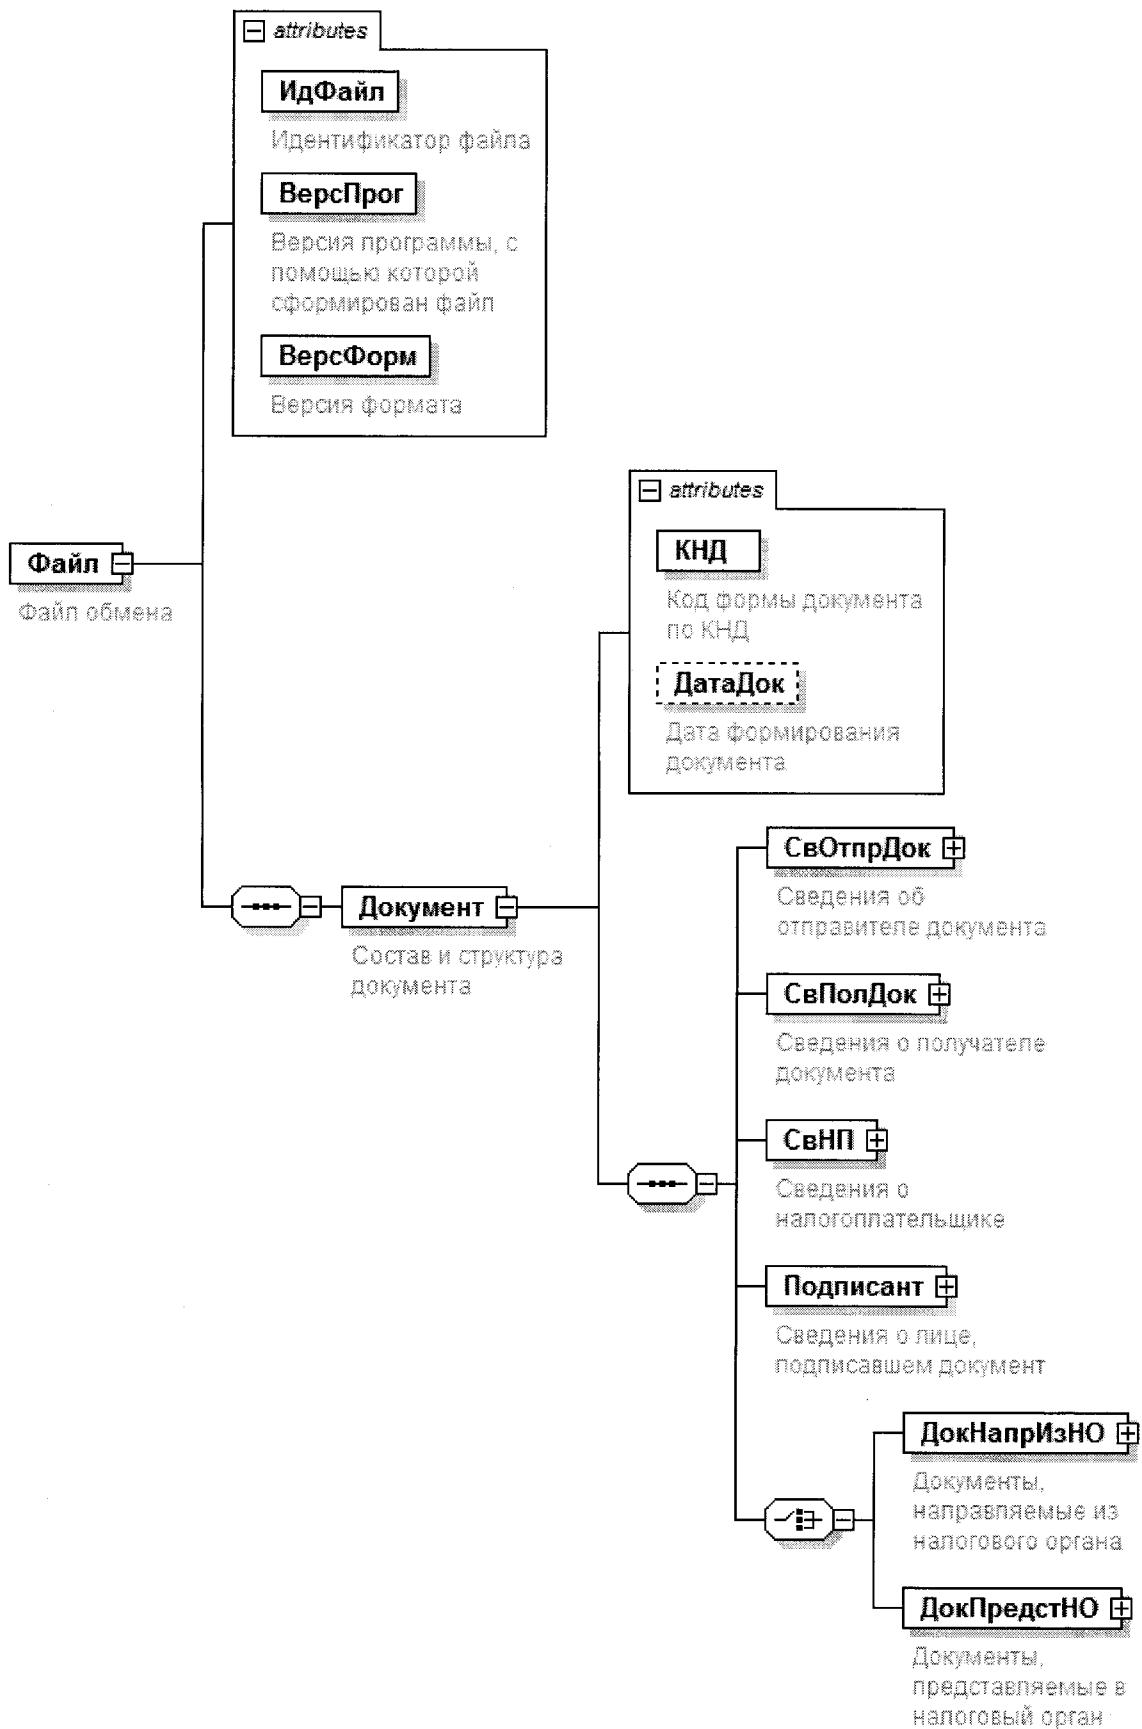 attributes
ИдФайл
Идентификатор файла
ВерсПрог
Версия программы, с
помощью которой
сформирован файл
ВерсФорм
Версия формата
Файл
Файл обмена
attributes
КНД
Код формы документа
по КНД
ДатаДок
Дата формирования
документа
Документ
Состав и структура
документа
СвОтпрДок
Сведения об
отправителе документа
СвПолДок
Сведения о получателе
документа
СвНП
Сведения о
налогоплательщике
Подписант
Сведения о лице,
подписавшем документ
ДокНапрИзНО
Документы,
направляемые из
налогового органа
ДокПредстНО
Документы,
представляемые в
налоговый орган